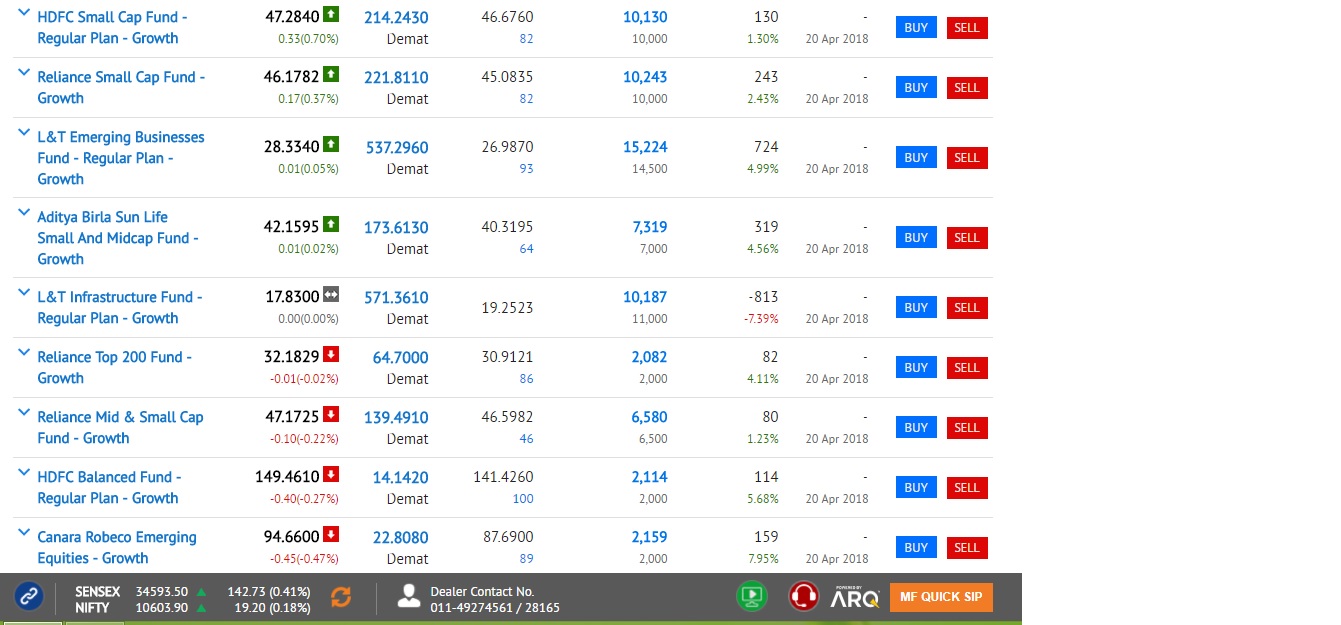 HDFC Small Cap Fund - 47.2840 214.2430 46.6760 10,130 130 - BUY SELL
Regular Plan - Growth 0.33(0.70%) Demat 82 10,000 1.30% 20 Apr 2018
Reliance Small Cap Fund - 46.1782 221.8110 45.0835 10,243 243 - BUY SELL
Growth 0.17(0.37%) Demat 82 10,000 2.43% 20 Apr 2018
L&T Emerging Businesses 28.3340 537.2960 26.9870 15,224 724 - BUY SELL
Fund - Regular Plan - 0.01(0.05%) Demat 93 14,500 4.99% 20 Apr 2018
Growth
Aditya Birla Sun Life 42.1595 173.6130 40.3195 7,319 319 - BUY SELL
Small And Midcap Fund - 0.01(0.02%) Demat 64 7,000 4.56% 20 Apr 2018
Growth
L&T Infrastructure Fund - 17.8300 571.3610 19.2523 10,187 -813 - BUY SELL
Regular Plan - Growth 0.00(0.00%) Demat 11,000 -7.39% 20 Apr 2018
Reliance Top 200 Fund - 32.1829 64.7000 30.9121 2,082 82 - BUY SELL
Growth -0.01(-0.02%) Demat 86 2,000 4.11% 20 Apr 2018
Reliance Mid & Small Cap 47.1725 139.4910 46.5982 6,580 80 - BUY SELL
Fund - Growth -0.10(-0.22%) Demat 46 6,500 1.23% 20 Apr 2018
HDFC Balanced Fund - 149.4610 14.1420 141.4260 2,114 114 - BUY SELL
Regular Plan - Growth -0.40(-0.27%) Demat 100 2,000 5.68% 20 Apr 2018
Canara Robeco Emerging 94.6600 22.8080 87.6900 2,159 159 - BUY SELL
Equities - Growth -0.45(-0.47%) Demat 89 2,000 7.95% 20 Apr 2018
SENSEX 34593.50 142.73 (0.41%) Dealer Contact No. POWERED BY ARQ MF QUICK SIP
NIFTY 10603.90 19.20 (0.18%) 011-49274561 / 28165